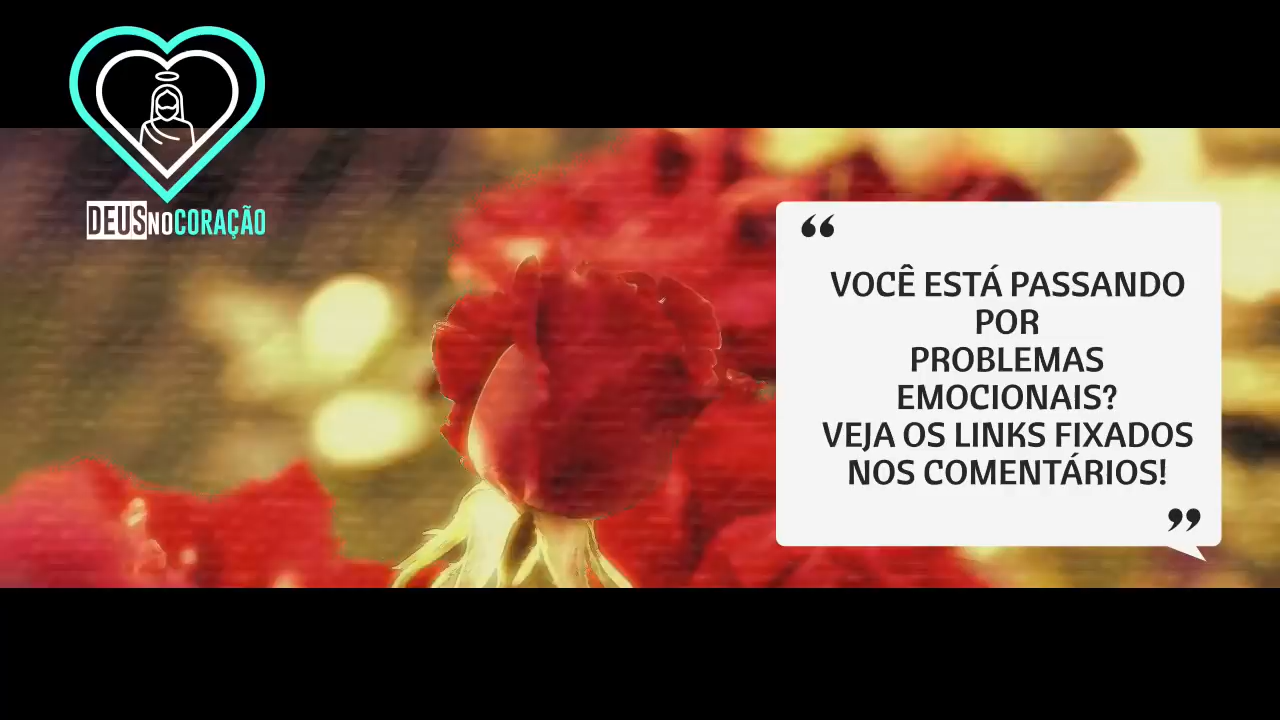 DEUSNOCORAÇÃO
“
VOCÊ ESTÁ PASSANDO
POR
PROBLEMAS
EMOCIONAIS?
VEJA OS LINKS FIXADOS
NOS COMENTÁRIOS!
”